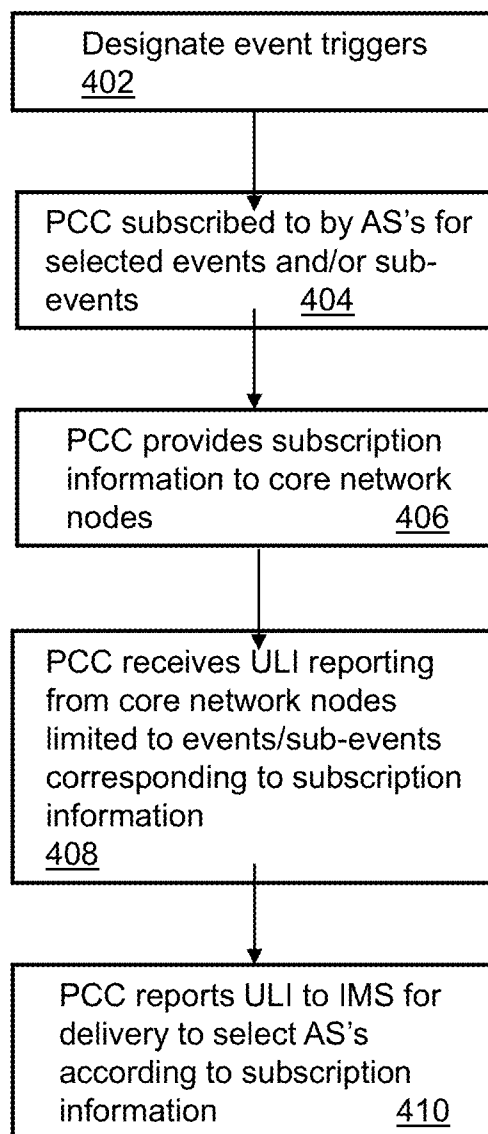 Designate event triggers
402
PCC subscribed to by AS's for
selected events and/or sub-
events 404
PCC provides subscription
information to core network
nodes 406
PCC receives ULI reporting
from core network nodes
limited to events/sub-events
corresponding to subscription
information
408
PCC reports ULI to IMS for
delivery to select AS's
according to subscription
information 410